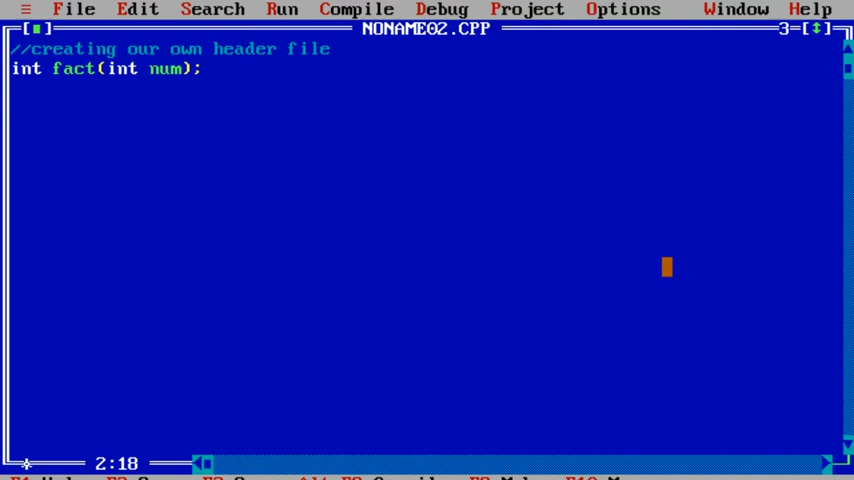 ≡ File Edit Search Run Compile Debug Project Options Window Help
[■] NONAME02.CPP 3=[↕]
//creating our own header file
int fact(int num);
2:18